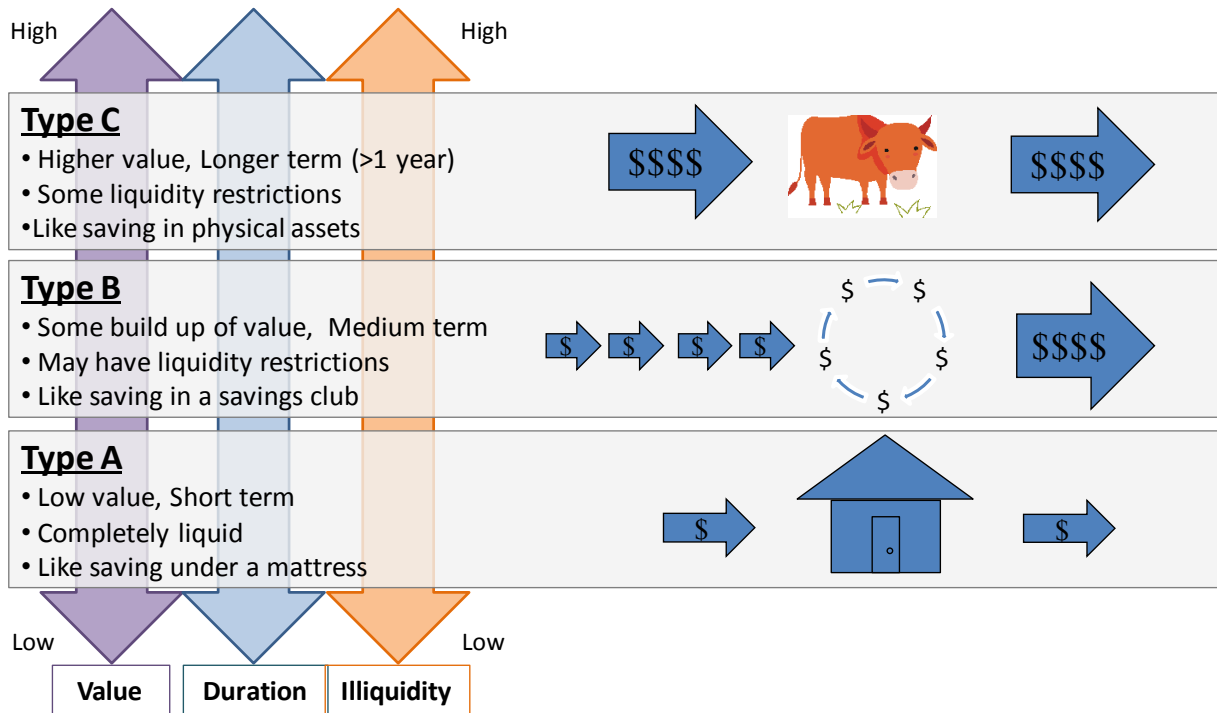 High
High
Type C
• Higher value, Longer term (>1 year)
• Some liquidity restrictions
•Like saving in physical assets
$$$$
$$$$
Type B
• Some build up of value, Medium term
• May have liquidity restrictions
• Like saving in a savings club
$ $ $ $
$ $
$ $
$
$$$$
Type A
• Low value, Short term
• Completely liquid
• Like saving under a mattress
$
$
Low
Low
Value
Duration
Illiquidity